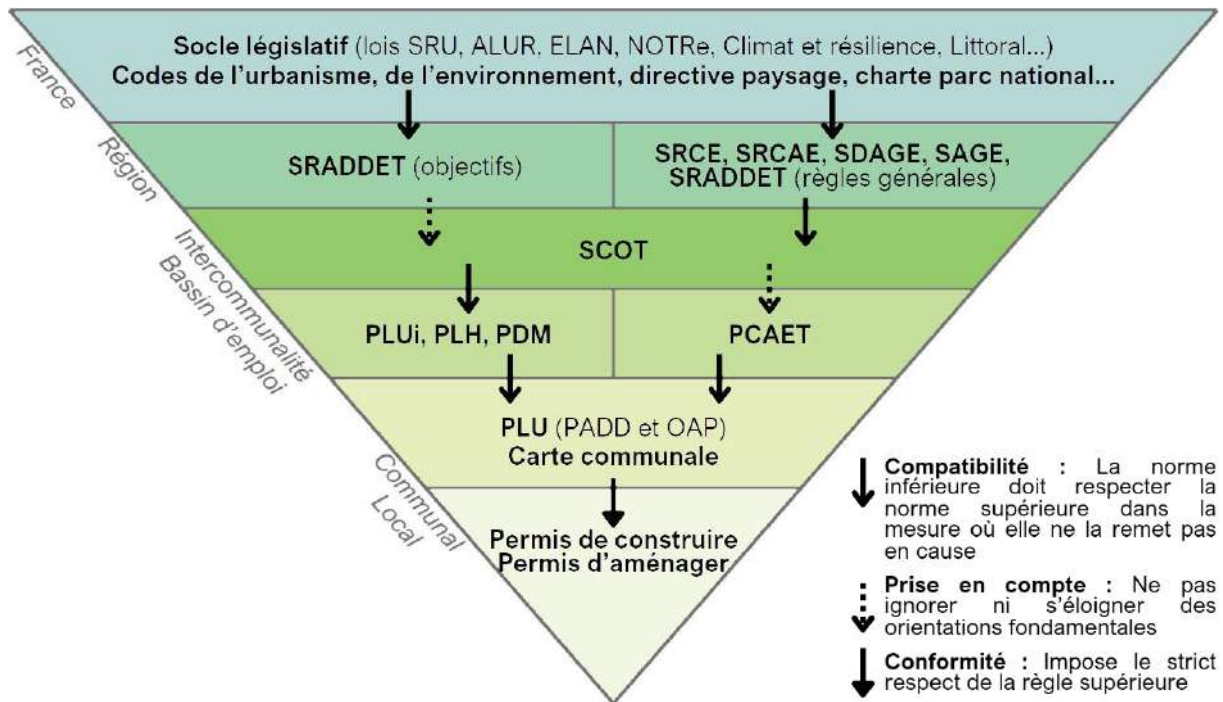 Socle législatif (lois SRU, ALUR, ELAN, NOTRe, Climat et résilience, Littoral...)
Codes de l'urbanisme, de l'environnement, directive paysage, charte parc national...
France
Région
SRADDET (objectifs)
SRCE, SRCAE, SDAGE, SAGE,
SRADDET (règles générales)
Intercommunalité
Bassin d'emploi
SCOT
PLUi, PLH, PDM
PCAET
Communal
Local
PLU (PADD et OAP)
Carte communale
Permis de construire
Permis d'aménager
Compatibilité : La norme
inférieure doit respecter la
norme supérieure dans la
mesure où elle ne la remet pas
en cause
Prise en compte : Ne pas
ignorer ni s'éloigner des
orientations fondamentales
Conformité : Impose le strict
respect de la règle supérieure